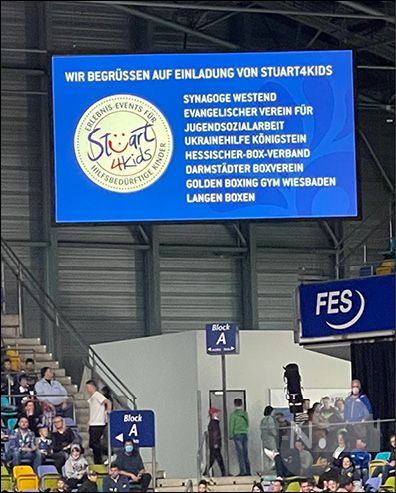 WIR BEGRÜSSEN AUF EINLADUNG VON STUART4KIDS
ERLEBNIS-EVENTS FÜR
Stuart
4Kids
HILFSBEDÜRFTIGE KINDER
SYNAGOGE WESTEND
EVANGELISCHER VEREIN FÜR
JUGENDSOZIALARBEIT
UKRAINEHILFE KÖNIGSTEIN
HESSISCHER-BOX-VERBAND
DARMSTÄDTER BOXVEREIN
GOLDEN BOXING GYM WIESBADEN
LANGEN BOXEN
FES
Block
A
Block
A